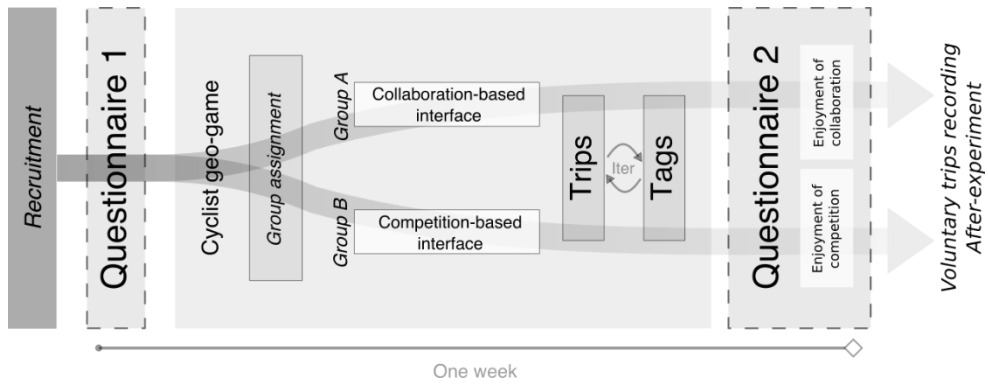 Recruitment
Questionnaire 1
Cyclist geo-game
Group assignment
Group A
Collaboration-based
interface
Group B
Competition-based
interface
Trips
Iter
Tags
Questionnaire 2
Enjoyment of
collaboration
Enjoyment of
competition
Voluntary trips recording
After-experiment
One week